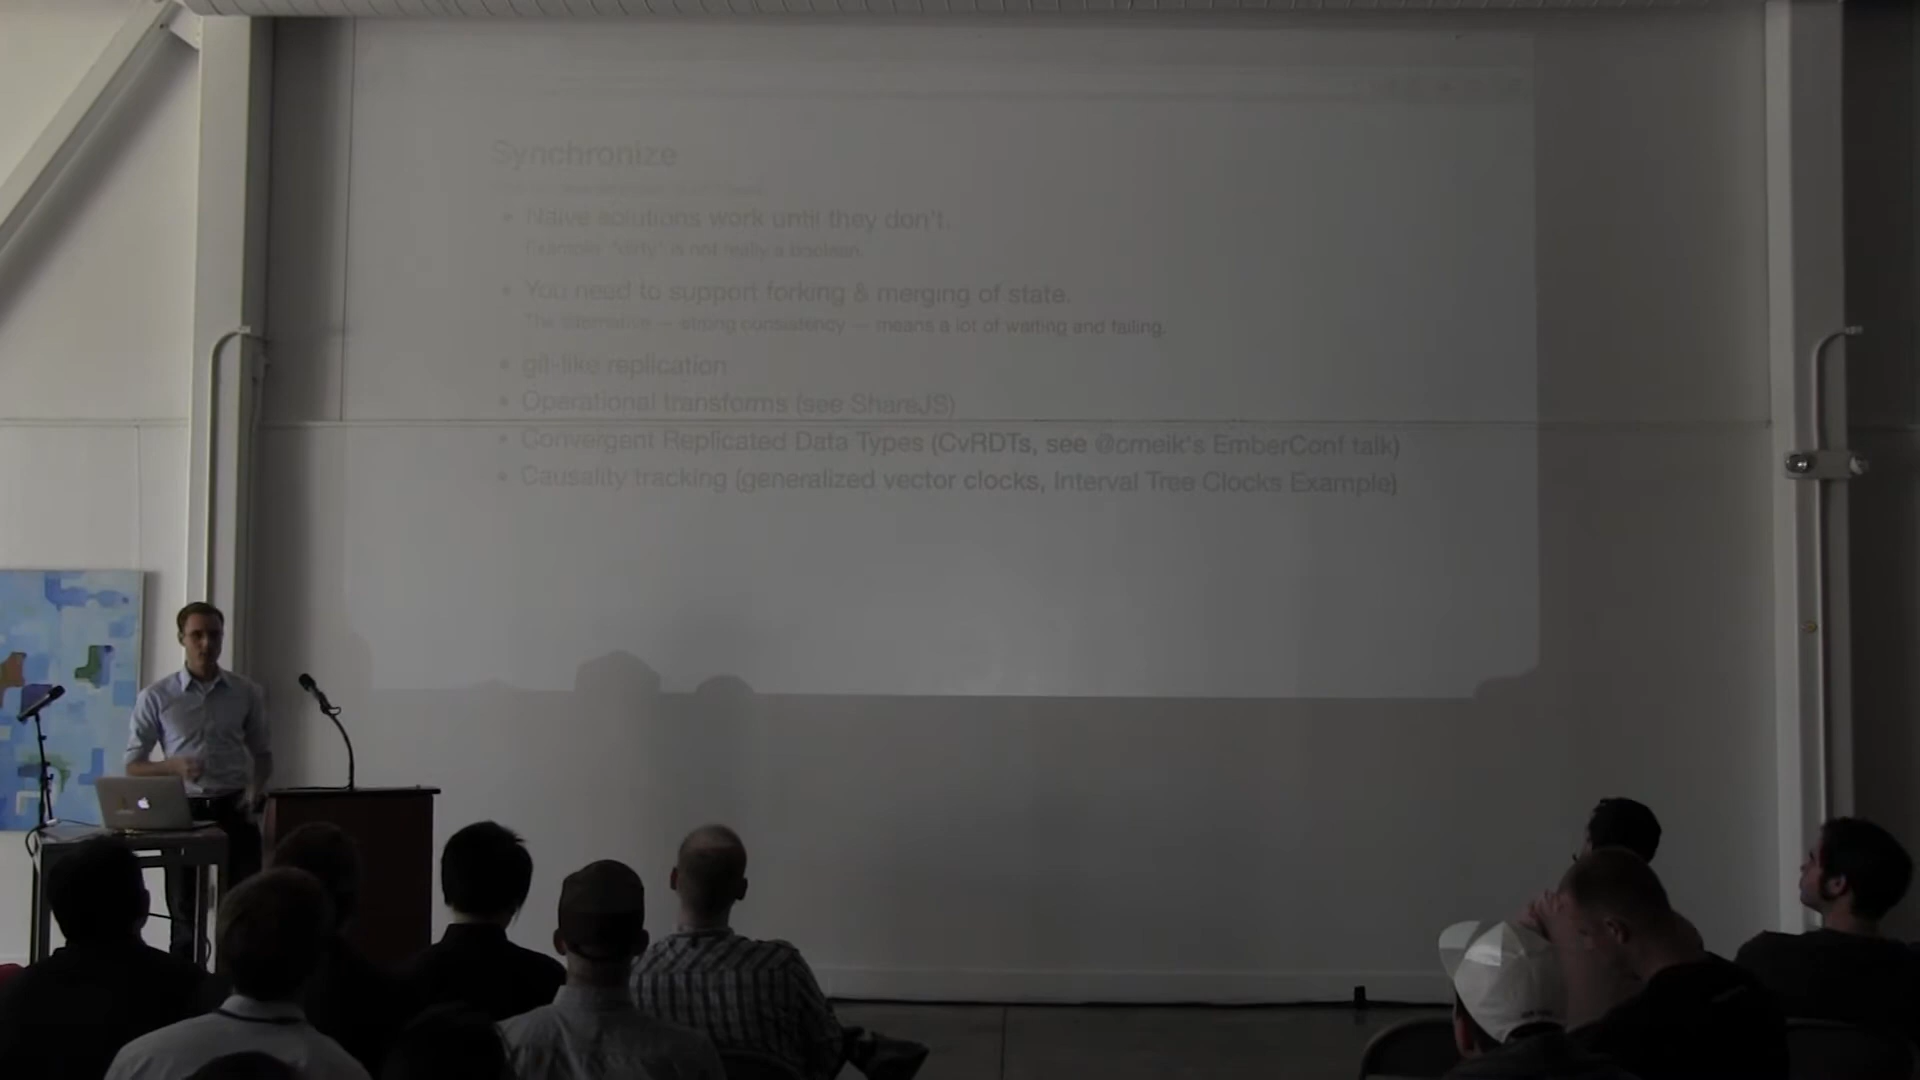 Synchronize
• Naive solutions work until they don't.
Example: "dirty" is not really a boolean.
• You need to support forking & merging of state.
The alternative — strong consistency — means a lot of waiting and failing.
• git-like replication
• Operational transforms (see ShareJS)
• Convergent Replicated Data Types (CvRDTs, see @cmeik's EmberConf talk)
• Causality tracking (generalized vector clocks, Interval Tree Clocks Example)